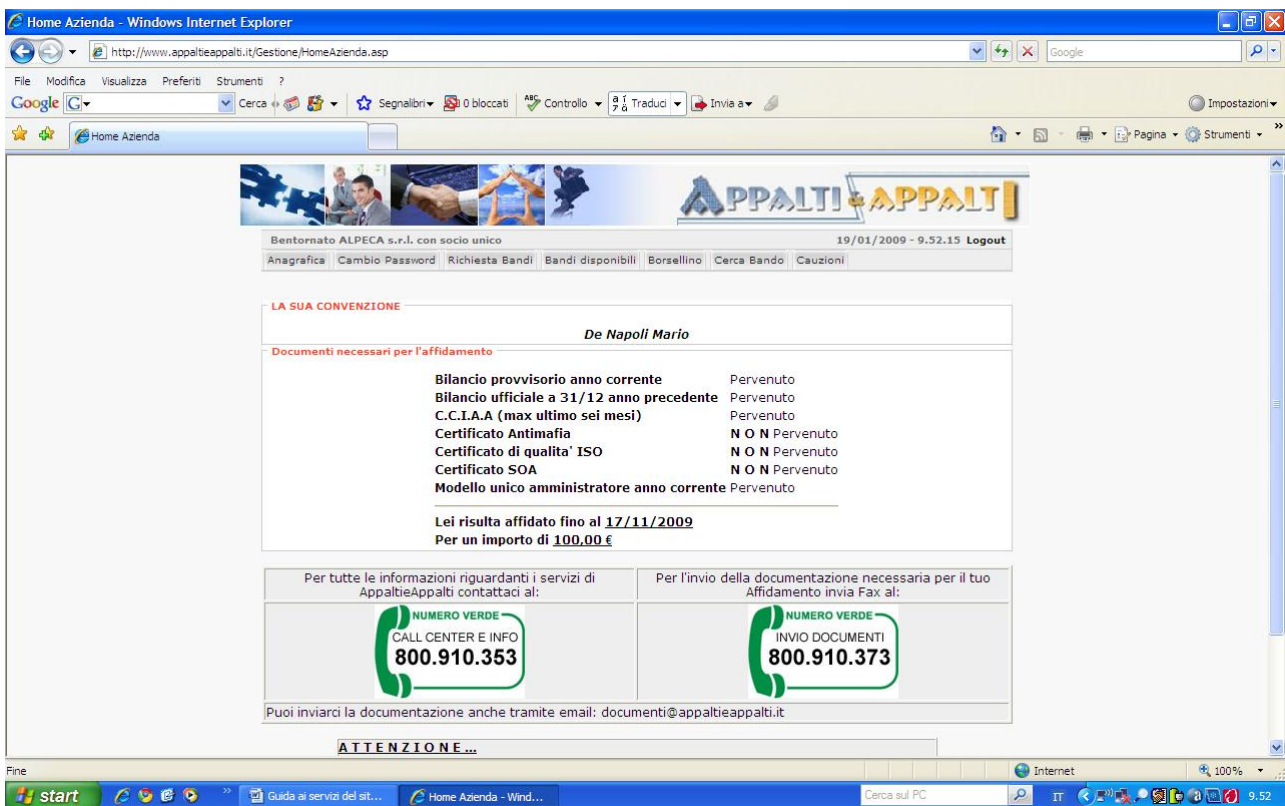 Home Azienda - Windows Internet Explorer
http://www.appaltieappalti.it/Gestione/HomeAzienda.asp
Google
File Modifica Visualizza Preferiti Strumenti ?
Google G Cerca Segnalibri 0 bloccati ABC Controllo Traduci Invia a Impostazioni
Home Azienda Pagina Strumenti »
APPALTI & APPALTI
Bentornato ALPECA s.r.l. con socio unico 19/01/2009 - 9.52.15 Logout
Anagrafica Cambio Password Richiesta Bandi Bandi disponibili Borsellino Cerca Bando Cauzioni
LA SUA CONVENZIONE
De Napoli Mario
Documenti necessari per l'affidamento
Bilancio provvisorio anno corrente Pervenuto
Bilancio ufficiale a 31/12 anno precedente Pervenuto
C.C.I.A.A (max ultimo sei mesi) Pervenuto
Certificato Antimafia N O N Pervenuto
Certificato di qualita' ISO N O N Pervenuto
Certificato SOA N O N Pervenuto
Modello unico amministratore anno corrente Pervenuto
Lei risulta affidato fino al 17/11/2009
Per un importo di 100,00 €
Per tutte le informazioni riguardanti i servizi di
AppaltieAppalti contattaci al:
Per l'invio della documentazione necessaria per il tuo
Affidamento invia Fax al:
NUMERO VERDE
CALL CENTER E INFO
800.910.353
NUMERO VERDE
INVIO DOCUMENTI
800.910.373
Puoi inviarci la documentazione anche tramite email: documenti@appaltieappalti.it
A T T E N Z I O N E ...
Fine Internet 100%
start » Guida ai servizi del sit... Home Azienda - Wind... Cerca sul PC IT 9.52